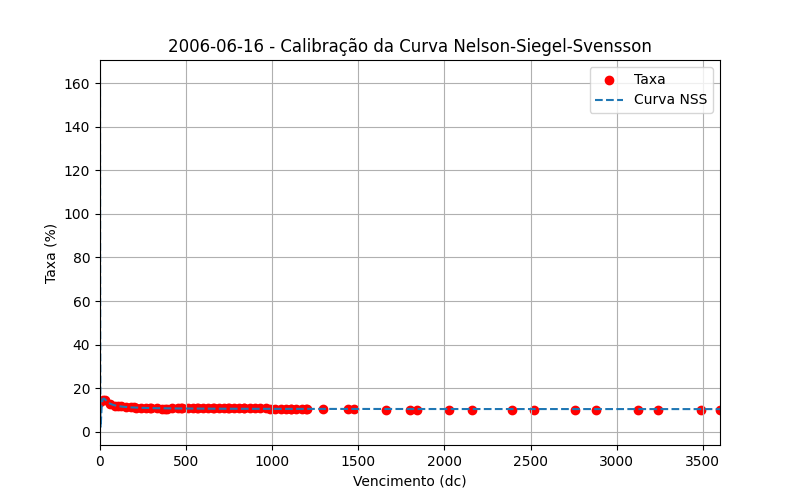 2006-06-16 - Calibração da Curva Nelson-Siegel-Svensson
Taxa (%)
160
140
120
100
80
60
40
20
0
Taxa
Curva NSS
0 500 1000 1500 2000 2500 3000 3500
Vencimento (dc)